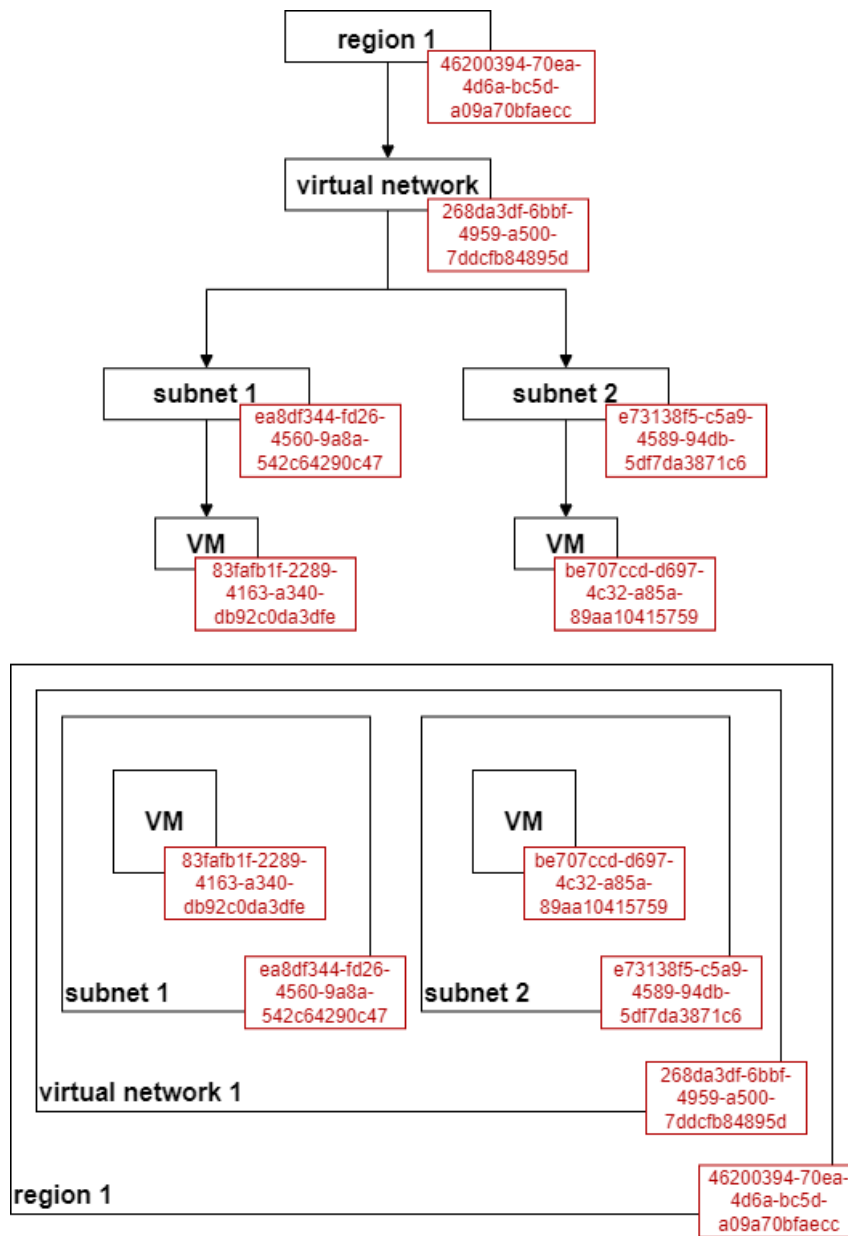 region 1
46200394-70ea-
4d6a-bc5d-
a09a70bfaecc
virtual network
268da3df-6bbf-
4959-a500-
7ddcfb84895d
subnet 1
ea8df344-fd26-
4560-9a8a-
542c64290c47
subnet 2
e73138f5-c5a9-
4589-94db-
5df7da3871c6
VM
83fafb1f-2289-
4163-a340-
db92c0da3dfe
VM
be707ccd-d697-
4c32-a85a-
89aa10415759
VM
83fafb1f-2289-
4163-a340-
db92c0da3dfe
VM
be707ccd-d697-
4c32-a85a-
89aa10415759
subnet 1
ea8df344-fd26-
4560-9a8a-
542c64290c47
subnet 2
e73138f5-c5a9-
4589-94db-
5df7da3871c6
virtual network 1
268da3df-6bbf-
4959-a500-
7ddcfb84895d
region 1
46200394-70ea-
4d6a-bc5d-
a09a70bfaecc